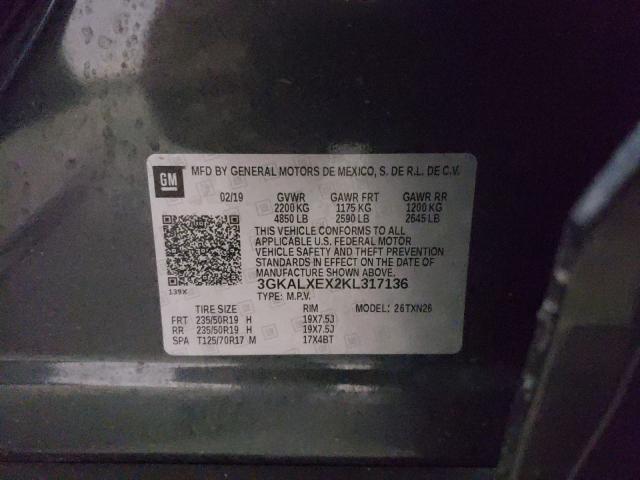 GM
MFD BY GENERAL MOTORS DE MEXICO, S. DE R.L. DE C.V.
02/19 GVWR GAWR FRT GAWR RR
2200 KG 1175 KG 1200 KG
4850 LB 2590 LB 2645 LB
THIS VEHICLE CONFORMS TO ALL
APPLICABLE U.S. FEDERAL MOTOR
VEHICLE SAFETY AND THEFT PREVENTION
STANDARDS IN EFFECT ON THE DATE OF
MANUFACTURE SHOWN ABOVE.
139X
3GKALXEX2KL317136
TYPE: M.P.V.
TIRE SIZE RIM MODEL: 26TXN26
FRT 235/50R19 H 19X7.5J
RR 235/50R19 H 19X7.5J
SPA T125/70R17 M 17X4BT